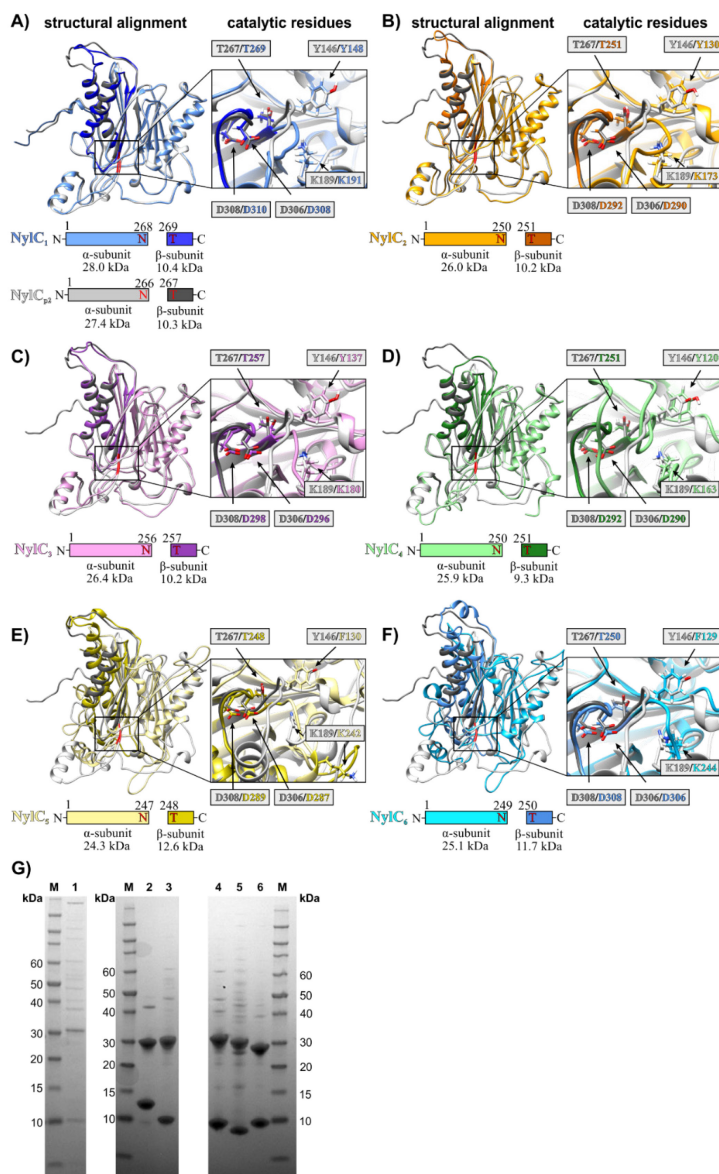 structural alignment catalytic residues structural alignment catalytic residues
A)
T267/T269 Y146/Y148
K189/K191
D308/D310 D306/D308
1 268 269
NylC1 N N T C
α-subunit β-subunit
28.0 kDa 10.4 kDa
1 266 267
NylCp2 N N T C
α-subunit β-subunit
27.4 kDa 10.3 kDa
B)
T267/T251 Y146/Y130
K189/K173
D308/D292 D306/D290
1 250 251
NylC2 N N T C
α-subunit β-subunit
26.0 kDa 10.2 kDa
C)
T267/T257 Y146/Y137
K189/K180
D308/D298 D306/D296
1 256 257
NylC3 N N T C
α-subunit β-subunit
26.4 kDa 10.2 kDa
D)
T267/T251 Y146/Y120
K189/K163
D308/D292 D306/D290
1 250 251
NylC4 N N T C
α-subunit β-subunit
25.9 kDa 9.3 kDa
E)
T267/T248 Y146/F130
K189/K242
D308/D289 D306/D287
1 247 248
NylC5 N N T C
α-subunit β-subunit
24.3 kDa 12.6 kDa
F)
T267/T250 Y146/F129
K189/K244
D308/D308 D306/D306
1 249 250
NylC6 N N T C
α-subunit β-subunit
25.1 kDa 11.7 kDa
G)
M 1 M 2 3 4 5 6 M
kDa kDa kDa
60 60 60
50 50 50
40 40 40
30 30 30
20 20 20
15 15 15
10 10 10